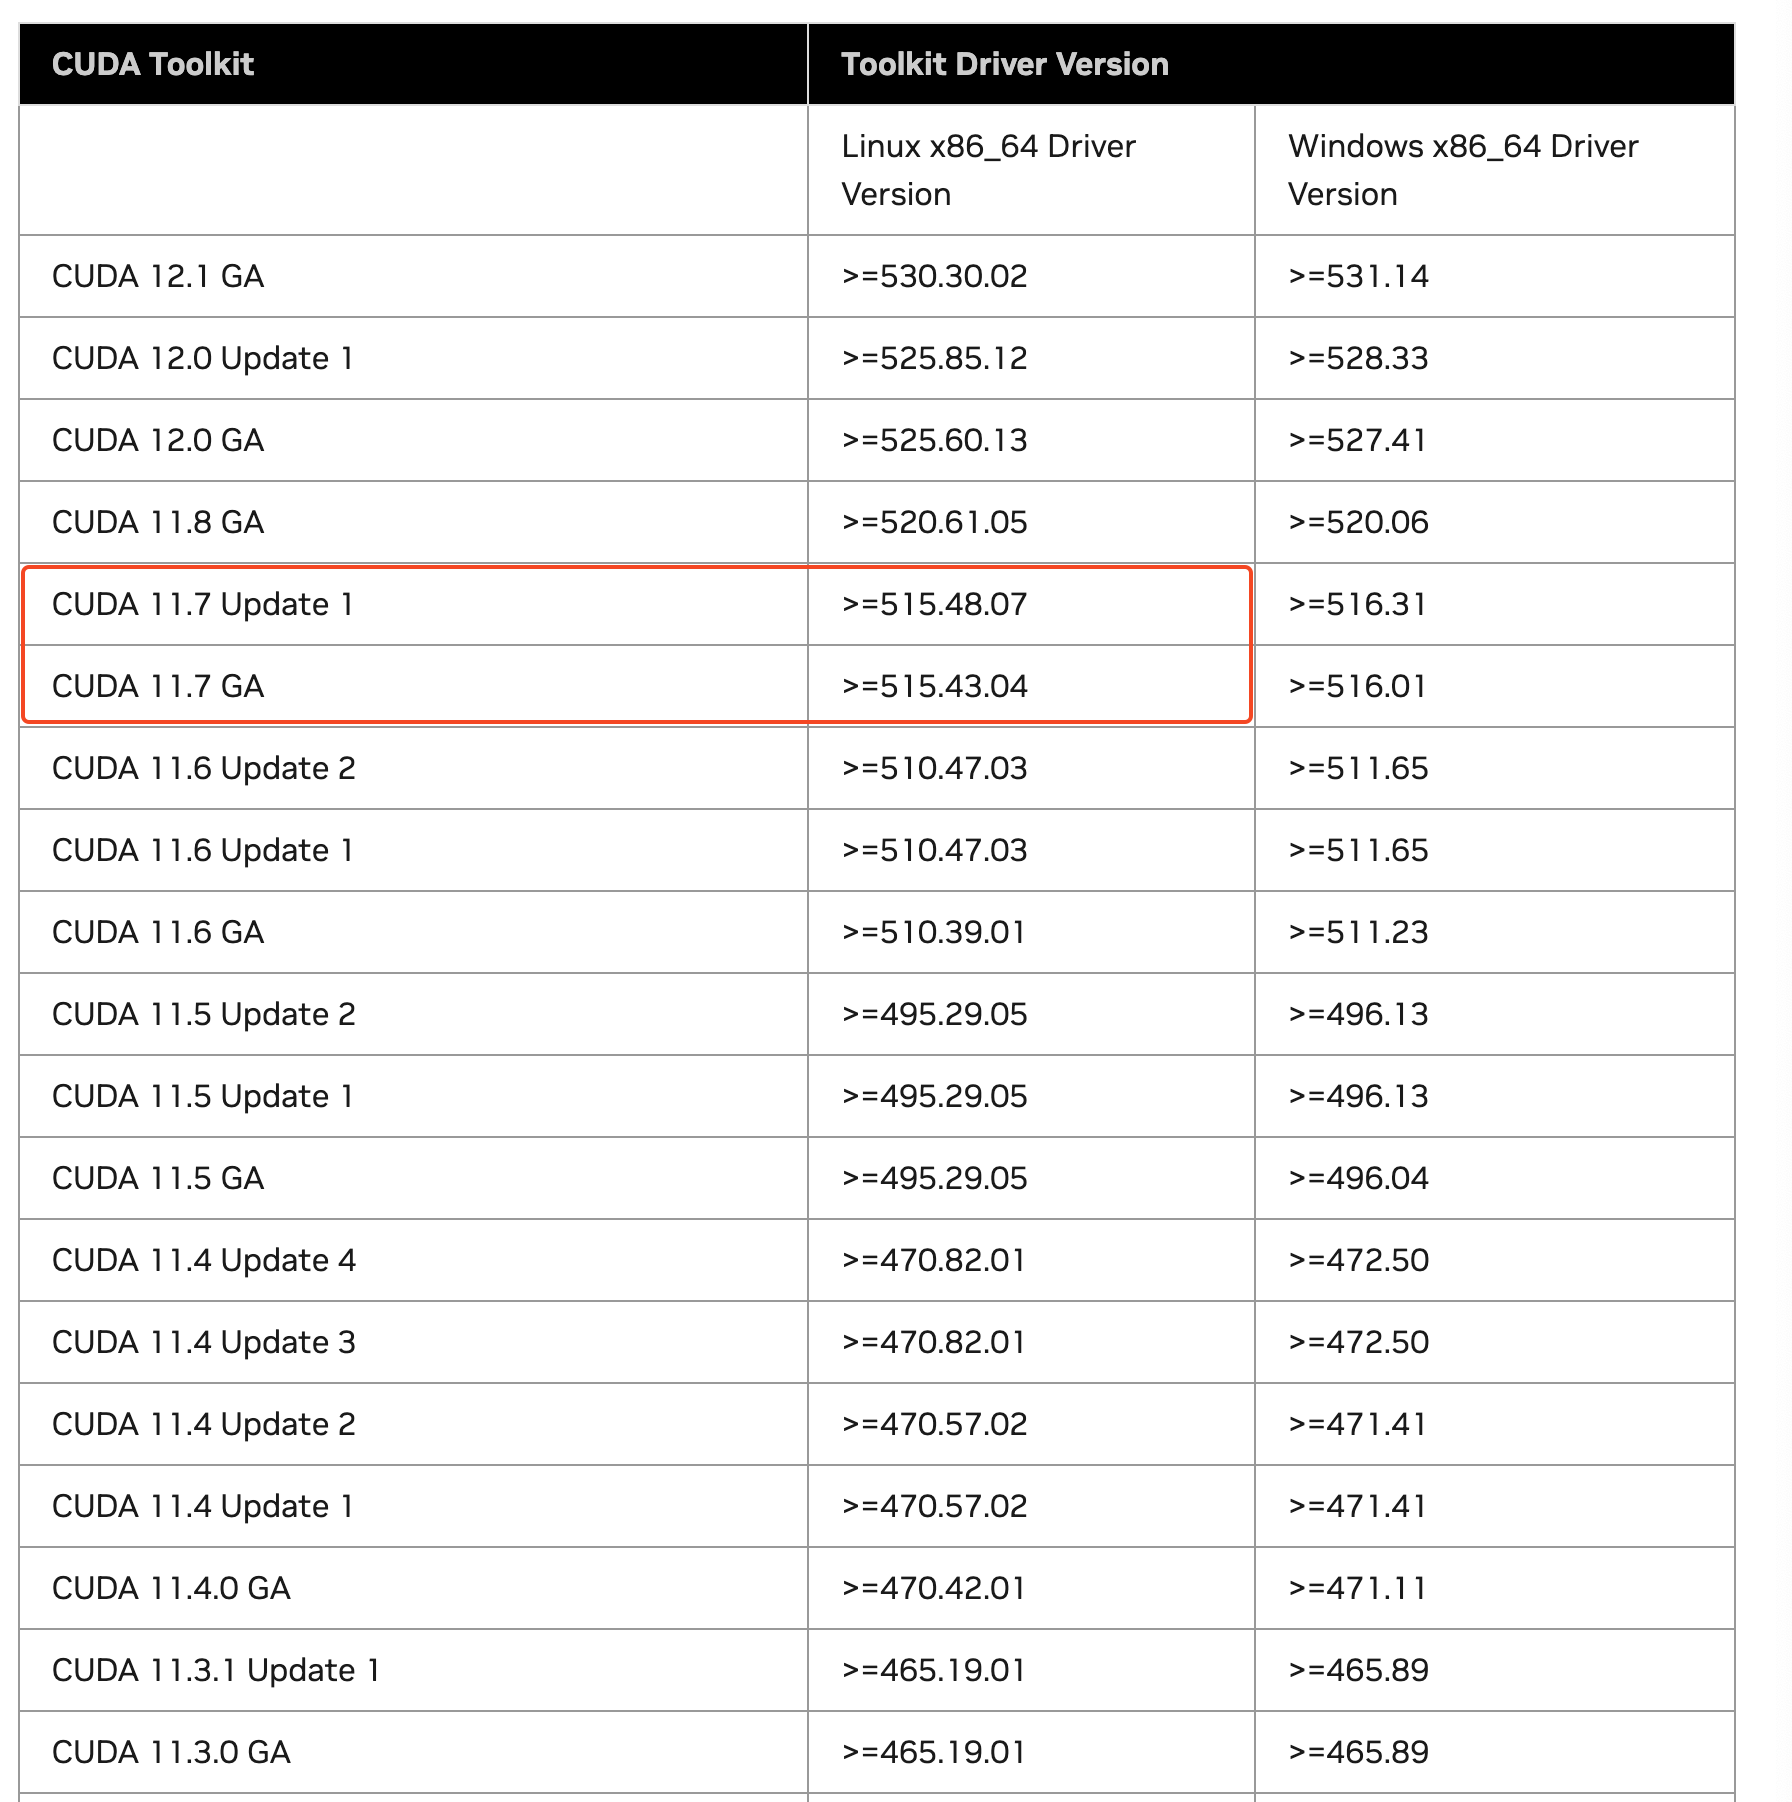 CUDA Toolkit Toolkit Driver Version
Linux x86_64 Driver Version Windows x86_64 Driver Version
CUDA 12.1 GA >=530.30.02 >=531.14
CUDA 12.0 Update 1 >=525.85.12 >=528.33
CUDA 12.0 GA >=525.60.13 >=527.41
CUDA 11.8 GA >=520.61.05 >=520.06
CUDA 11.7 Update 1 >=515.48.07 >=516.31
CUDA 11.7 GA >=515.43.04 >=516.01
CUDA 11.6 Update 2 >=510.47.03 >=511.65
CUDA 11.6 Update 1 >=510.47.03 >=511.65
CUDA 11.6 GA >=510.39.01 >=511.23
CUDA 11.5 Update 2 >=495.29.05 >=496.13
CUDA 11.5 Update 1 >=495.29.05 >=496.13
CUDA 11.5 GA >=495.29.05 >=496.04
CUDA 11.4 Update 4 >=470.82.01 >=472.50
CUDA 11.4 Update 3 >=470.82.01 >=472.50
CUDA 11.4 Update 2 >=470.57.02 >=471.41
CUDA 11.4 Update 1 >=470.57.02 >=471.41
CUDA 11.4.0 GA >=470.42.01 >=471.11
CUDA 11.3.1 Update 1 >=465.19.01 >=465.89
CUDA 11.3.0 GA >=465.19.01 >=465.89